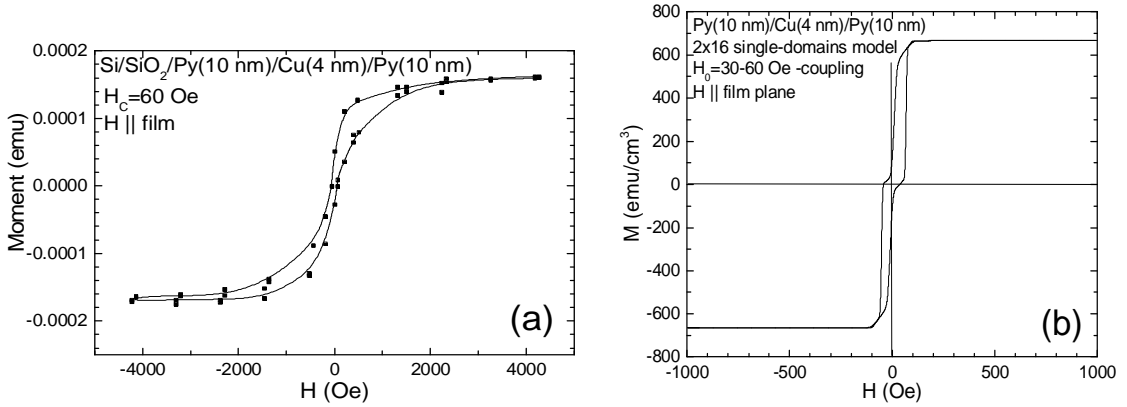 (a)
0.0002
0.0001
0.0000
-0.0001
-0.0002
Moment (emu)
Si/SiO2/Py(10 nm)/Cu(4 nm)/Py(10 nm)
HC=60 Oe
H || film
-4000 -2000 0 2000 4000
H (Oe)
(b)
800
600
400
200
0
-200
-400
-600
-800
M (emu/cm3)
Py(10 nm)/Cu(4 nm)/Py(10 nm)
2x16 single-domains model
H0=30-60 Oe -coupling
H || film plane
-1000 -500 0 500 1000
H (Oe)